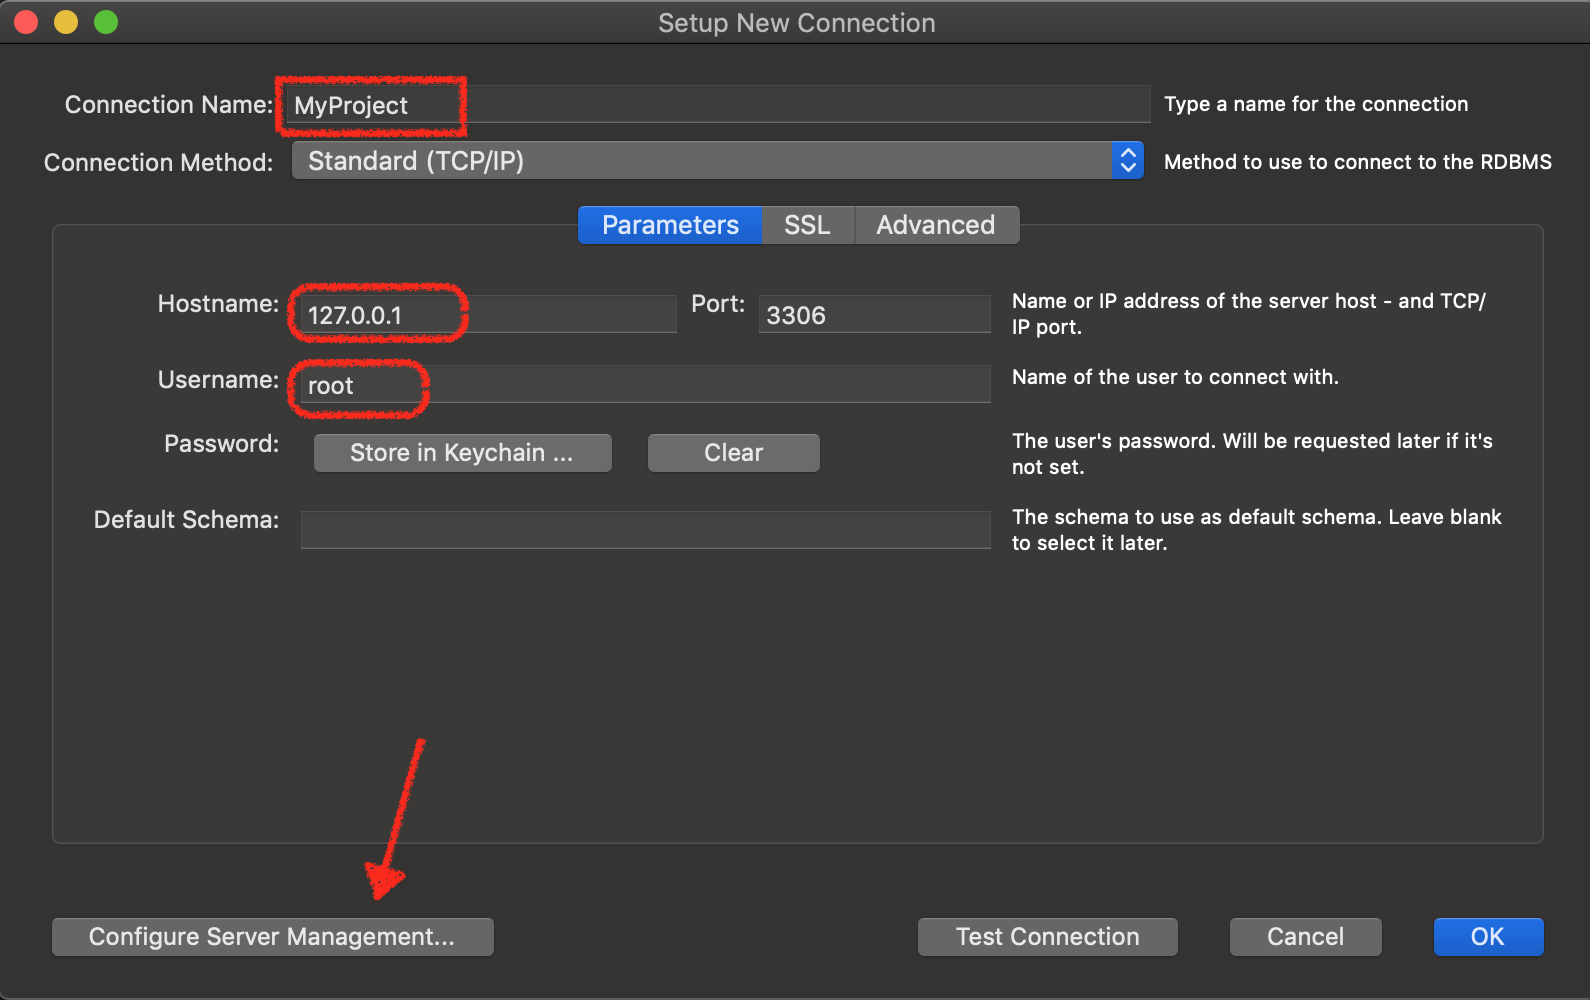 Setup New Connection
Connection Name: MyProject Type a name for the connection
Connection Method: Standard (TCP/IP) Method to use to connect to the RDBMS
Parameters SSL Advanced
Hostname: 127.0.0.1 Port: 3306 Name or IP address of the server host - and TCP/
IP port.
Username: root Name of the user to connect with.
Password: Store in Keychain ... Clear The user's password. Will be requested later if it's
not set.
Default Schema: The schema to use as default schema. Leave blank
to select it later.
Configure Server Management... Test Connection Cancel OK